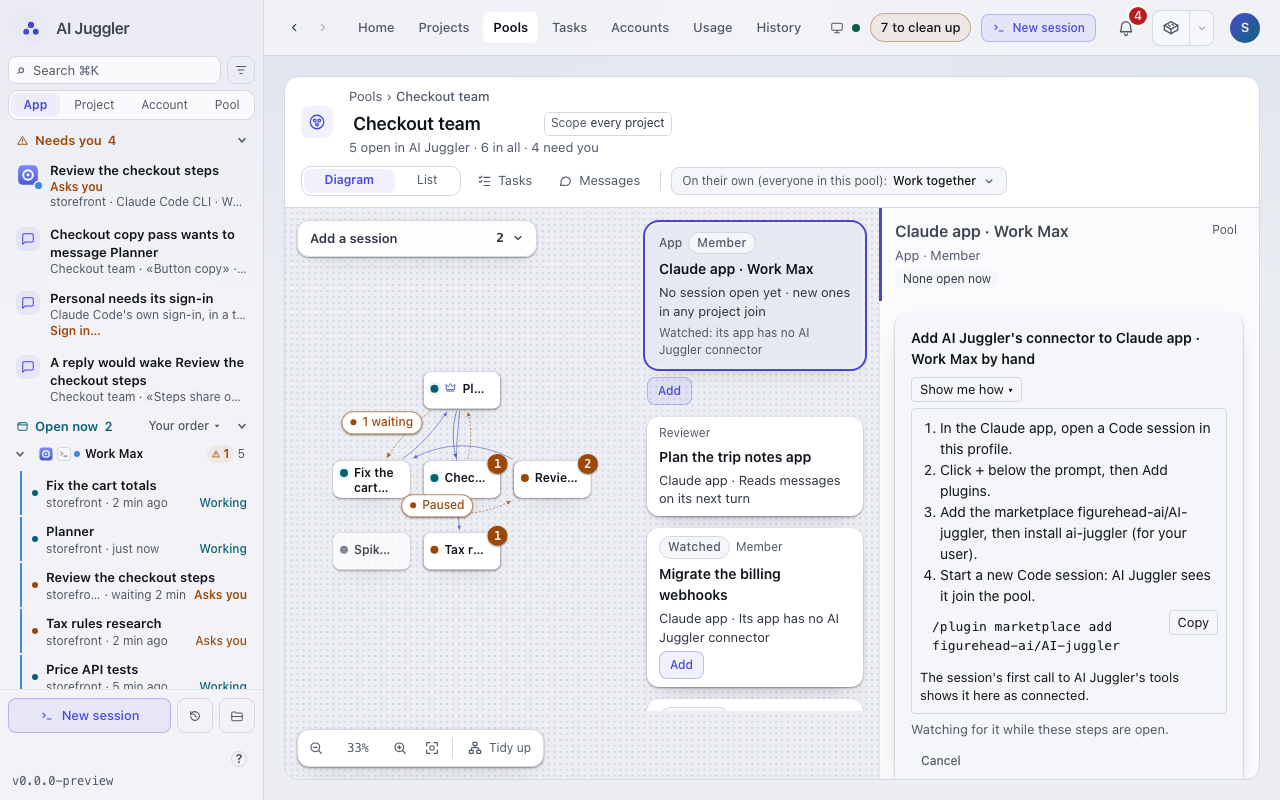 AI Juggler
Search ⌘K
App Project Account Pool
Needs you 4
Review the checkout steps
Asks you
storefront · Claude Code CLI · W...
Checkout copy pass wants to
message Planner
Checkout team · «Button copy» ·...
Personal needs its sign-in
Claude Code's own sign-in, in a t...
Sign in...
A reply would wake Review the
checkout steps
Checkout team · «Steps share o...
Open now 2 Your order
Work Max 1 5
Fix the cart totals
storefront · 2 min ago Working
Planner
storefront · just now Working
Review the checkout steps
storefro... · waiting 2 min Asks you
Tax rules research
storefront · 2 min ago Asks you
Price API tests
storefront · 5 min ago Working
New session
?
v0.0.0-preview
Home Projects Pools Tasks Accounts Usage History
7 to clean up
New session
4
S
Pools › Checkout team
Checkout team
Scope every project
5 open in AI Juggler · 6 in all · 4 need you
Diagram List Tasks Messages
On their own (everyone in this pool): Work together
Add a session 2
Pl...
1 waiting
Fix the
cart...
Chec...
1
Revie...
2
Paused
Spik...
Tax r...
1
33%
Tidy up
App Member
Claude app · Work Max
No session open yet · new ones
in any project join
Watched: its app has no AI
Juggler connector
Add
Reviewer
Plan the trip notes app
Claude app · Reads messages
on its next turn
Watched Member
Migrate the billing
webhooks
Claude app · Its app has no AI
Juggler connector
Add
Claude app · Work Max
Pool
App · Member
None open now
Add AI Juggler's connector to Claude app ·
Work Max by hand
Show me how
1. In the Claude app, open a Code session in
this profile.
2. Click + below the prompt, then Add
plugins.
3. Add the marketplace figurehead-ai/AI-
juggler, then install ai-juggler (for your
user).
4. Start a new Code session: AI Juggler sees
it join the pool.
/plugin marketplace add
figurehead-ai/AI-juggler
Copy
The session's first call to AI Juggler's tools
shows it here as connected.
Watching for it while these steps are open.
Cancel